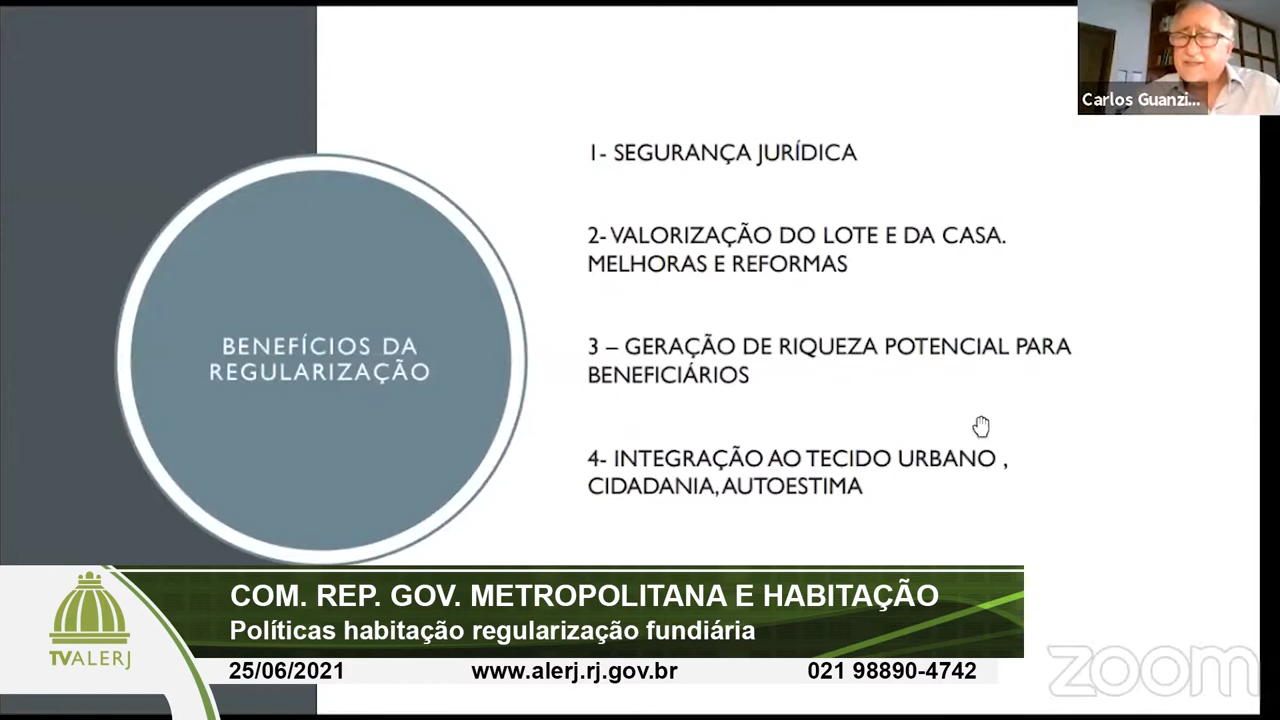 Carlos Guanzi...
1- SEGURANÇA JURÍDICA
2- VALORIZAÇÃO DO LOTE E DA CASA.
MELHORAS E REFORMAS
BENEFÍCIOS DA
REGULARIZAÇÃO
3 – GERAÇÃO DE RIQUEZA POTENCIAL PARA
BENEFICIÁRIOS
4- INTEGRAÇÃO AO TECIDO URBANO ,
CIDADANIA, AUTOESTIMA
COM. REP. GOV. METROPOLITANA E HABITAÇÃO
Políticas habitação regularização fundiária
TVALERJ
25/06/2021 www.alerj.rj.gov.br 021 98890-4742
zoom